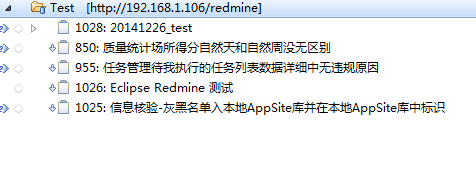 Test [http://192.168.1.106/redmine]
1028: 20141226_test
850: 质量统计场所得分自然天和自然周没无区别
955: 任务管理待我执行的任务列表数据详细中无违规原因
1026: Eclipse Redmine 测试
1025: 信息核验-灰黑名单入本地AppSite库并在本地AppSite库中标识